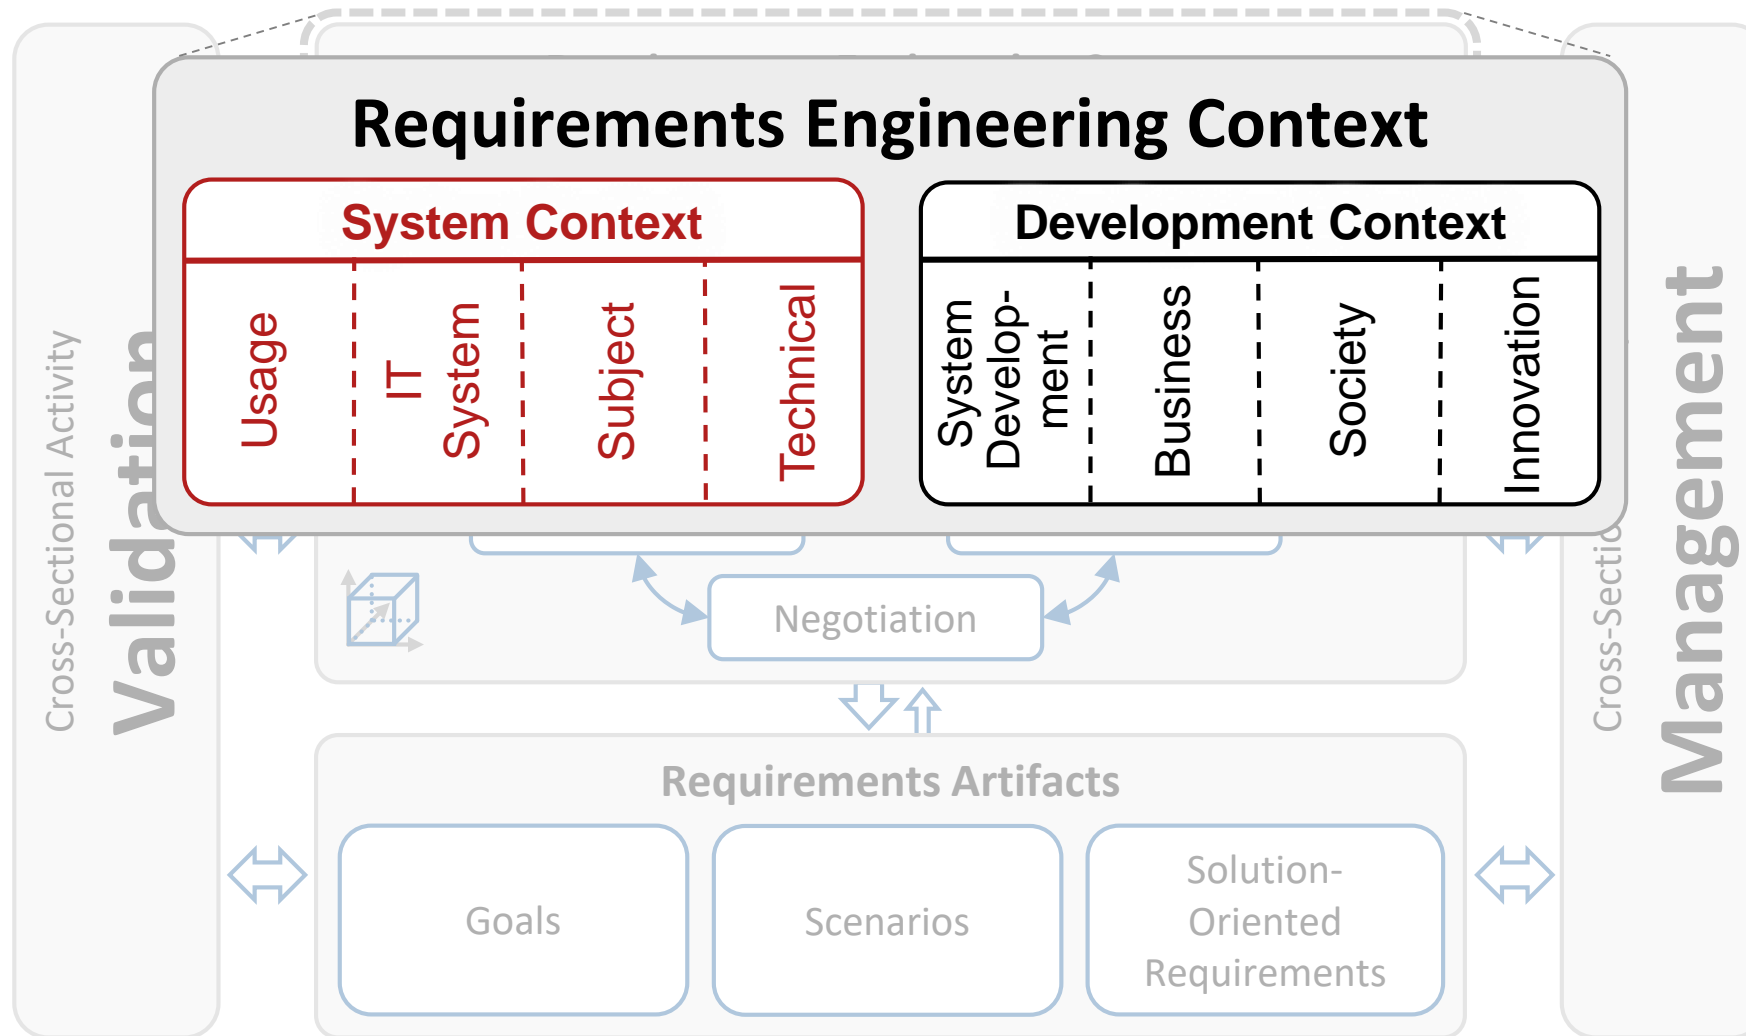 Requirements Engineering Context
System Context
Usage
IT
System
Subject
Technical
Development Context
System
Develop-
ment
Business
Society
Innovation
Cross-Sectional Activity
Validation
Negotiation
Requirements Artifacts
Goals
Scenarios
Solution-
Oriented
Requirements
Management